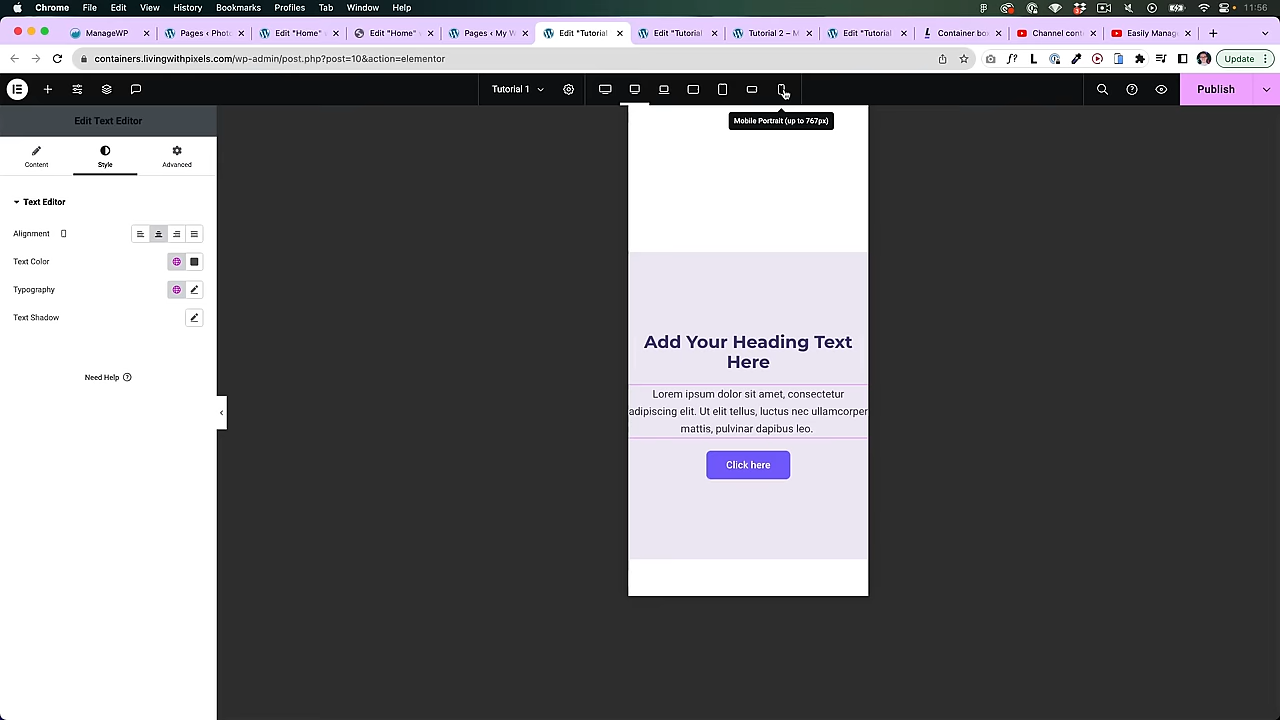 Chrome File Edit View History Bookmarks Profiles Tab Window Help 11:56
ManageWP Pages ‹ Phot Edit "Home" Edit "Home" Pages ‹ My W Edit "Tutorial Edit "Tutorial Tutorial 2 – M Edit "Tutorial Container bo Channel cont Easily Manage
containers.livingwithpixels.com/wp-admin/post.php?post=10&action=elementor Update
Tutorial 1 Publish
Mobile Portrait (up to 767px)
Edit Text Editor
Content Style Advanced
Text Editor
Alignment
Text Color
Typography
Text Shadow
Need Help
Add Your Heading Text
Here
Lorem ipsum dolor sit amet, consectetur
adipiscing elit. Ut elit tellus, luctus nec ullamcorper
mattis, pulvinar dapibus leo.
Click here